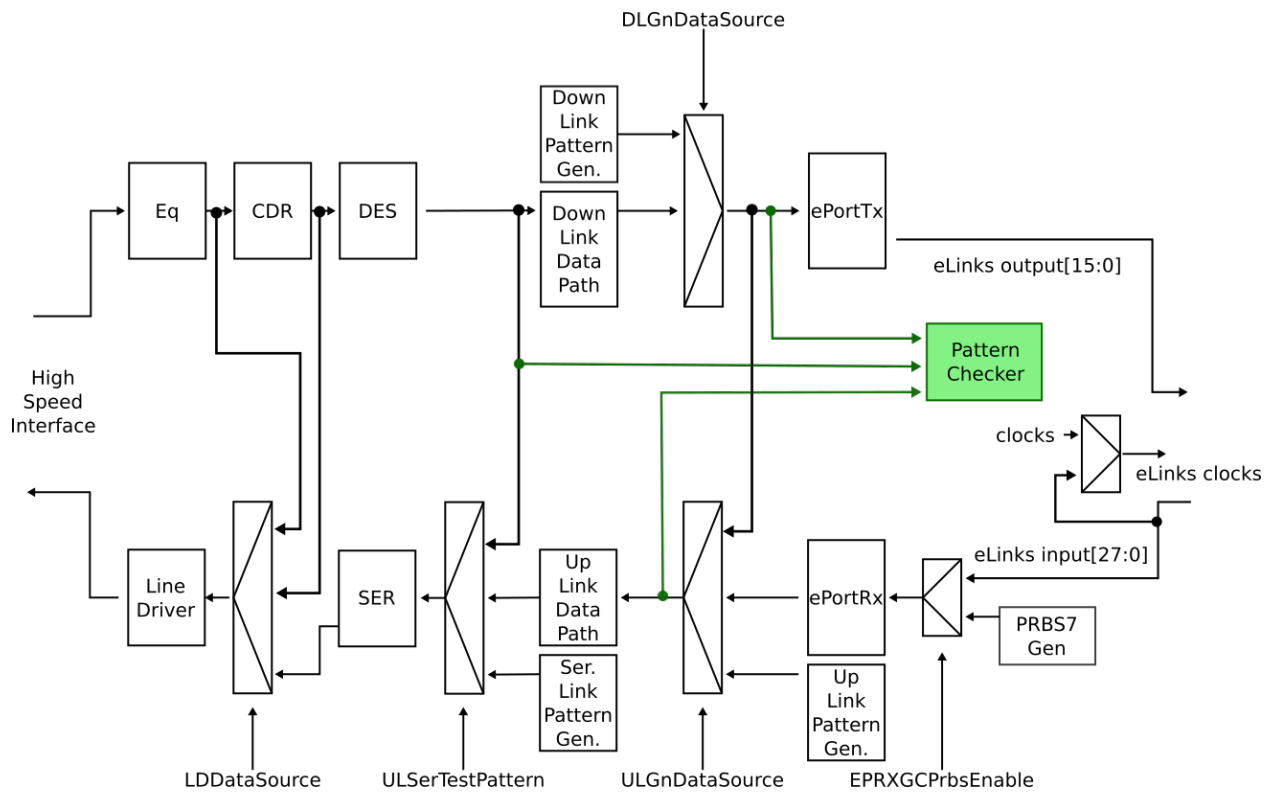 DLGnDataSource
Down
Link
Pattern
Gen.
Eq
CDR
DES
Down
Link
Data
Path
ePortTx
eLinks output[15:0]
Pattern
Checker
High
Speed
Interface
clocks
eLinks clocks
eLinks input[27:0]
Line
Driver
SER
Up
Link
Data
Path
ePortRx
PRBS7
Gen
Ser.
Link
Pattern
Gen.
Up
Link
Pattern
Gen.
LDDataSource
ULSerTestPattern
ULGnDataSource
EPRXGCPrbsEnable